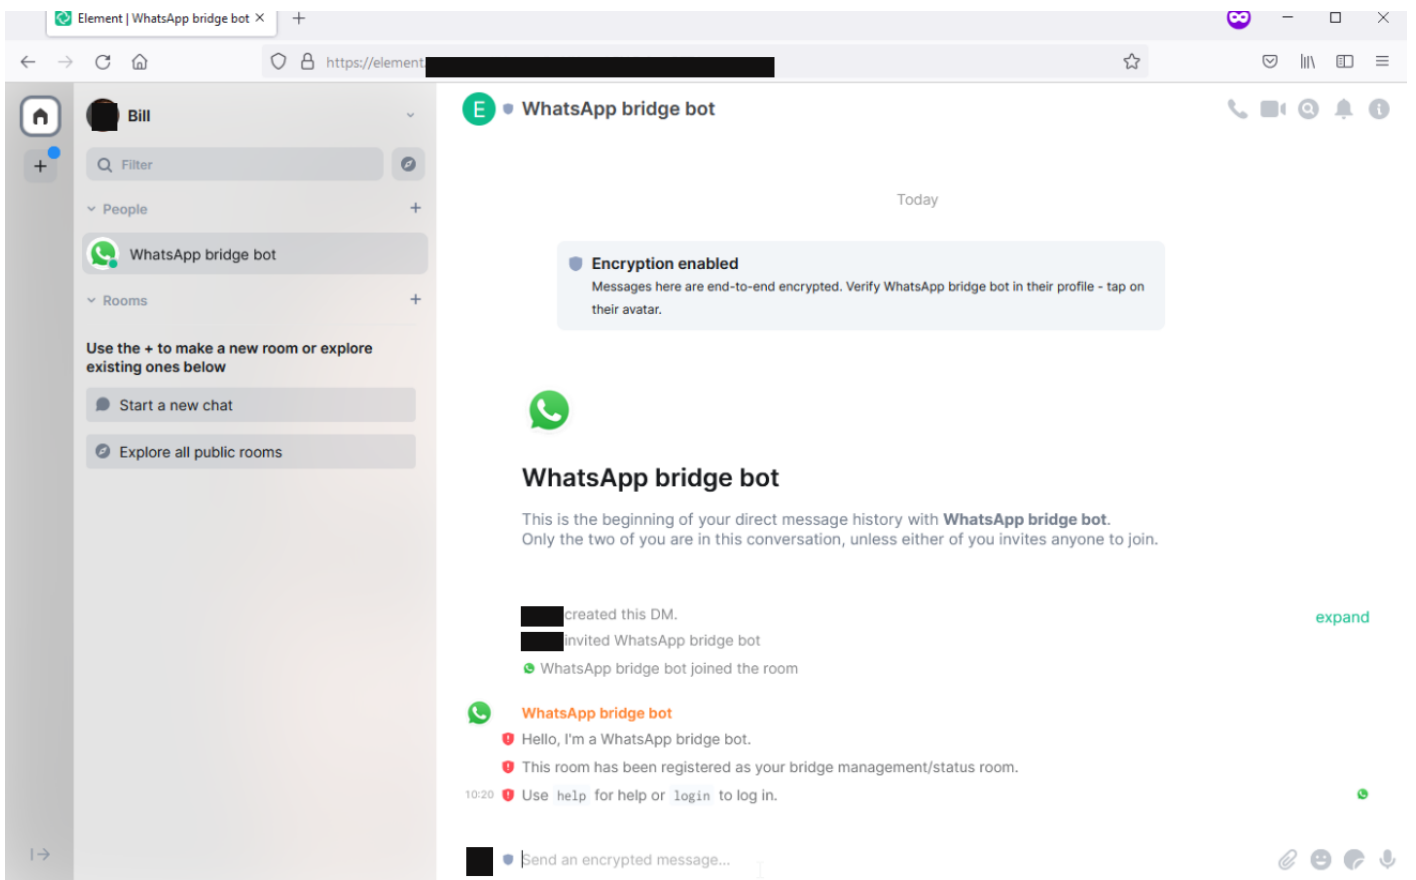 Element | WhatsApp bridge bot
https://element.
Bill
WhatsApp bridge bot
Filter
Today
People
WhatsApp bridge bot
Encryption enabled
Messages here are end-to-end encrypted. Verify WhatsApp bridge bot in their profile - tap on
their avatar.
Rooms
Use the + to make a new room or explore
existing ones below
Start a new chat
Explore all public rooms
WhatsApp bridge bot
This is the beginning of your direct message history with WhatsApp bridge bot.
Only the two of you are in this conversation, unless either of you invites anyone to join.
created this DM.
expand
invited WhatsApp bridge bot
WhatsApp bridge bot joined the room
WhatsApp bridge bot
Hello, I'm a WhatsApp bridge bot.
This room has been registered as your bridge management/status room.
10:20 Use help for help or login to log in.
Send an encrypted message...
E